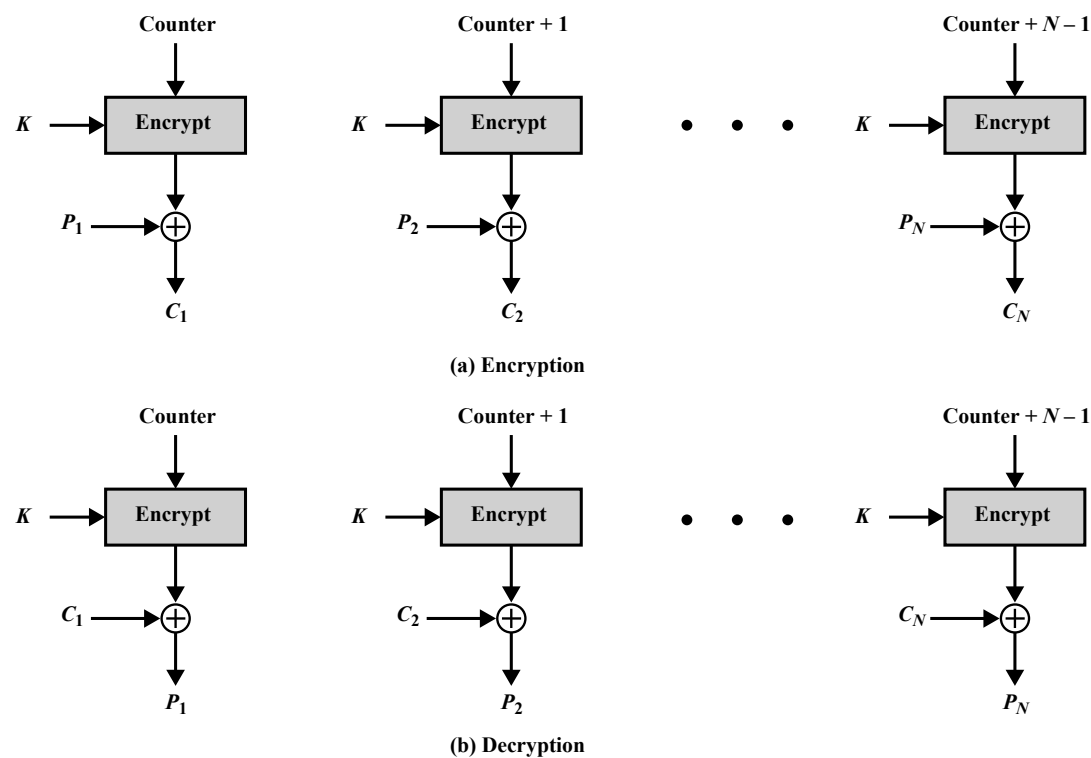 Counter Counter + 1 Counter + N – 1
K Encrypt K Encrypt K Encrypt
P1 P2 PN
C1 C2 CN
(a) Encryption
Counter Counter + 1 Counter + N – 1
K Encrypt K Encrypt K Encrypt
C1 C2 CN
P1 P2 PN
(b) Decryption